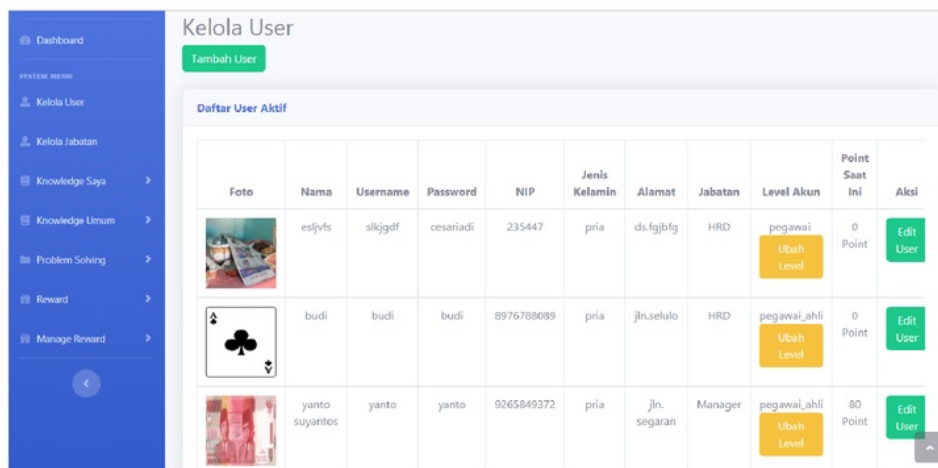 Dashboard
SYSTEM MENU
Kelola User
Kelola Jabatan
Knowledge Saya
Knowledge Umum
Problem Solving
Reward
Manage Reward
Kelola User
Tambah User
Daftar User Aktif
Foto Nama Username Password NIP Jenis Kelamin Alamat Jabatan Level Akun Point Saat Ini Aksi
esljvfs slkjgdf cesariadi 235447 pria ds.fgjbfg HRD pegawai 0 Point Edit User
Ubah Level
A
budi budi budi 8976788089 pria jln.selulo HRD pegawai_ahli 0 Point Edit User
Ubah Level
yanto suyantos yanto yanto 9265849372 pria jln. segaran Manager pegawai_ahli 80 Point Edit User
Ubah Level